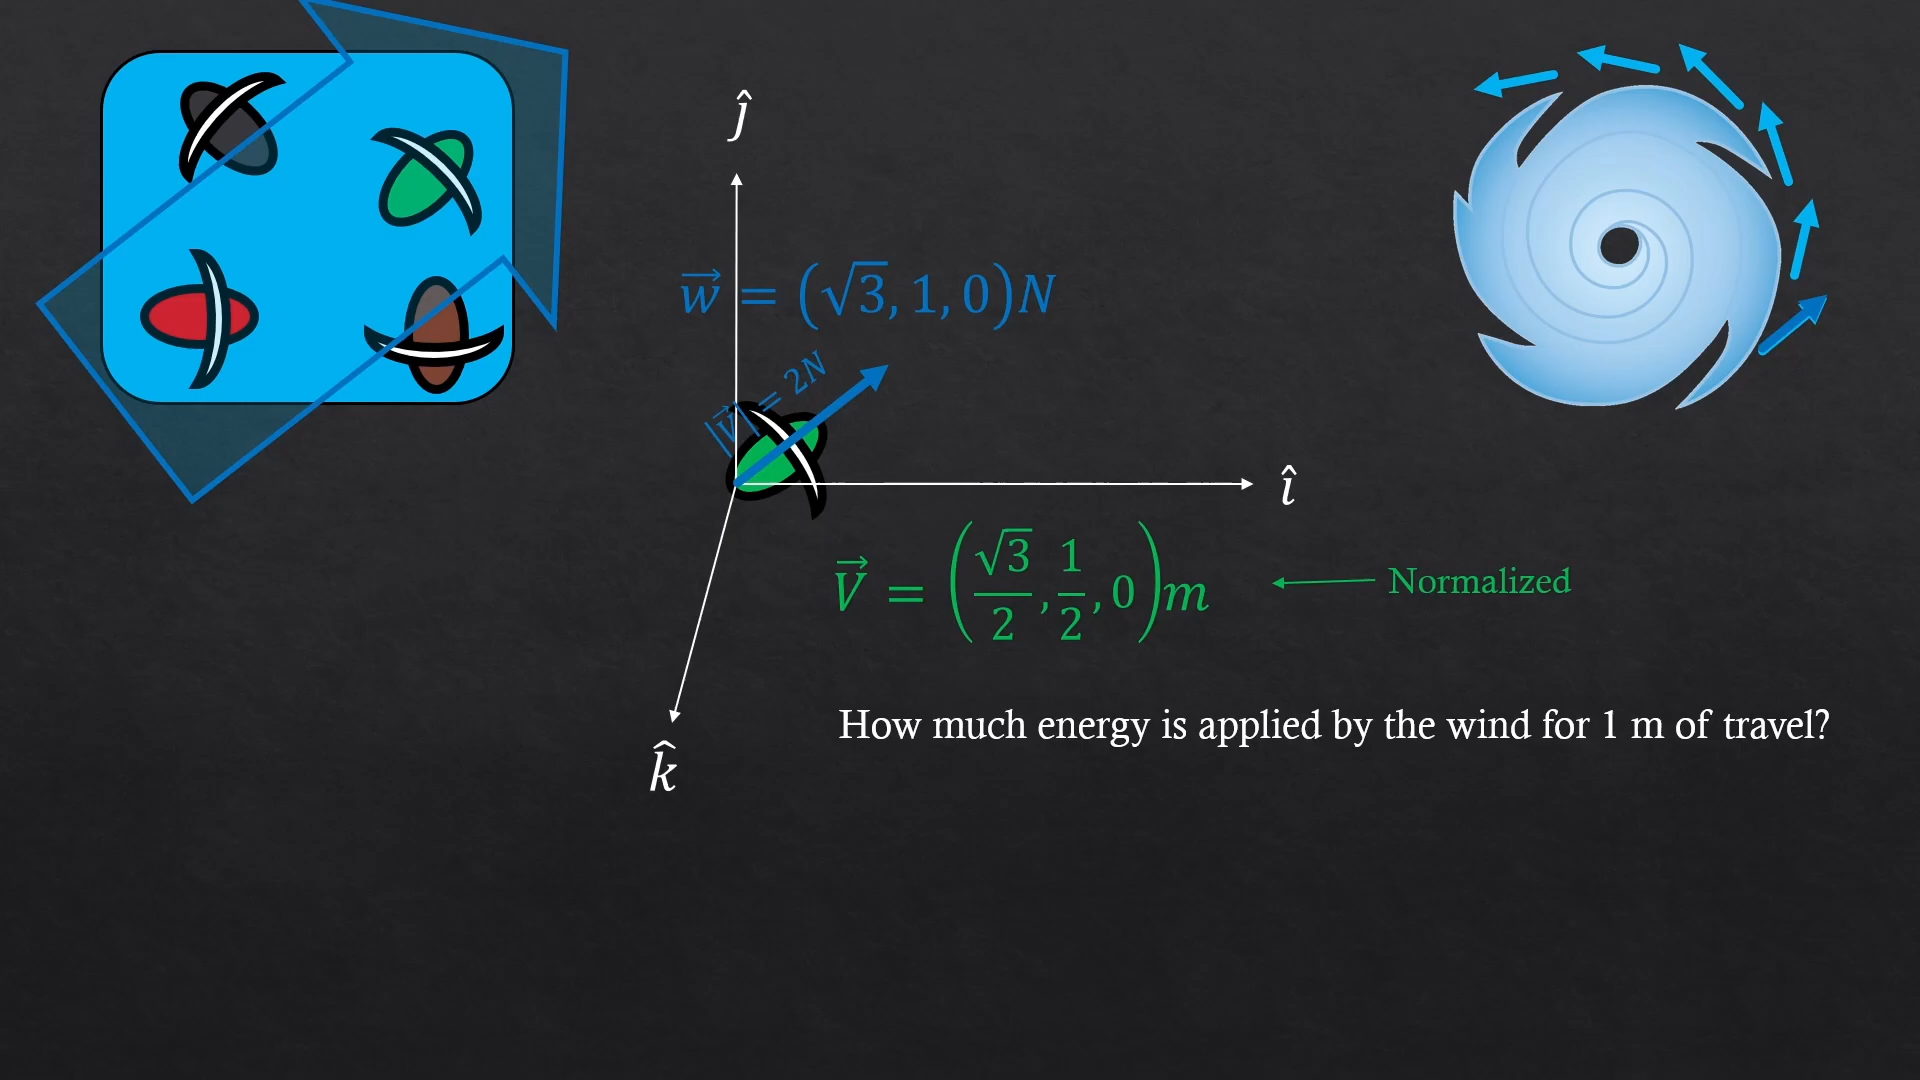 ĵ
w⃗ = (√3, 1, 0)N
|v⃗| = 2N
î
V⃗ = (√3/2, 1/2, 0)m
Normalized
How much energy is applied by the wind for 1 m of travel?
k̂